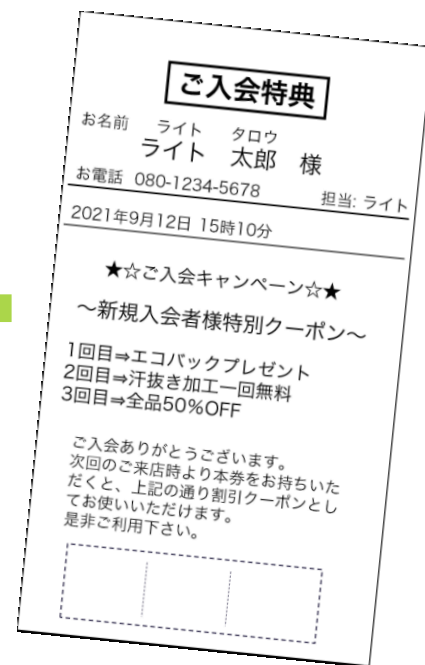 ご入会特典
お名前 ライト タロウ
ライト 太郎 様
お電話 080-1234-5678
担当: ライト
2021年9月12日 15時10分
★☆ご入会キャンペーン☆★
～新規入会者様特別クーポン～
1回目⇒エコバックプレゼント
2回目⇒汗抜き加工一回無料
3回目⇒全品50%OFF
ご入会ありがとうございます。
次回のご来店時より本券をお持ちいた
だくと、上記の通り割引クーポンとし
てお使いいただけます。
是非ご利用下さい。